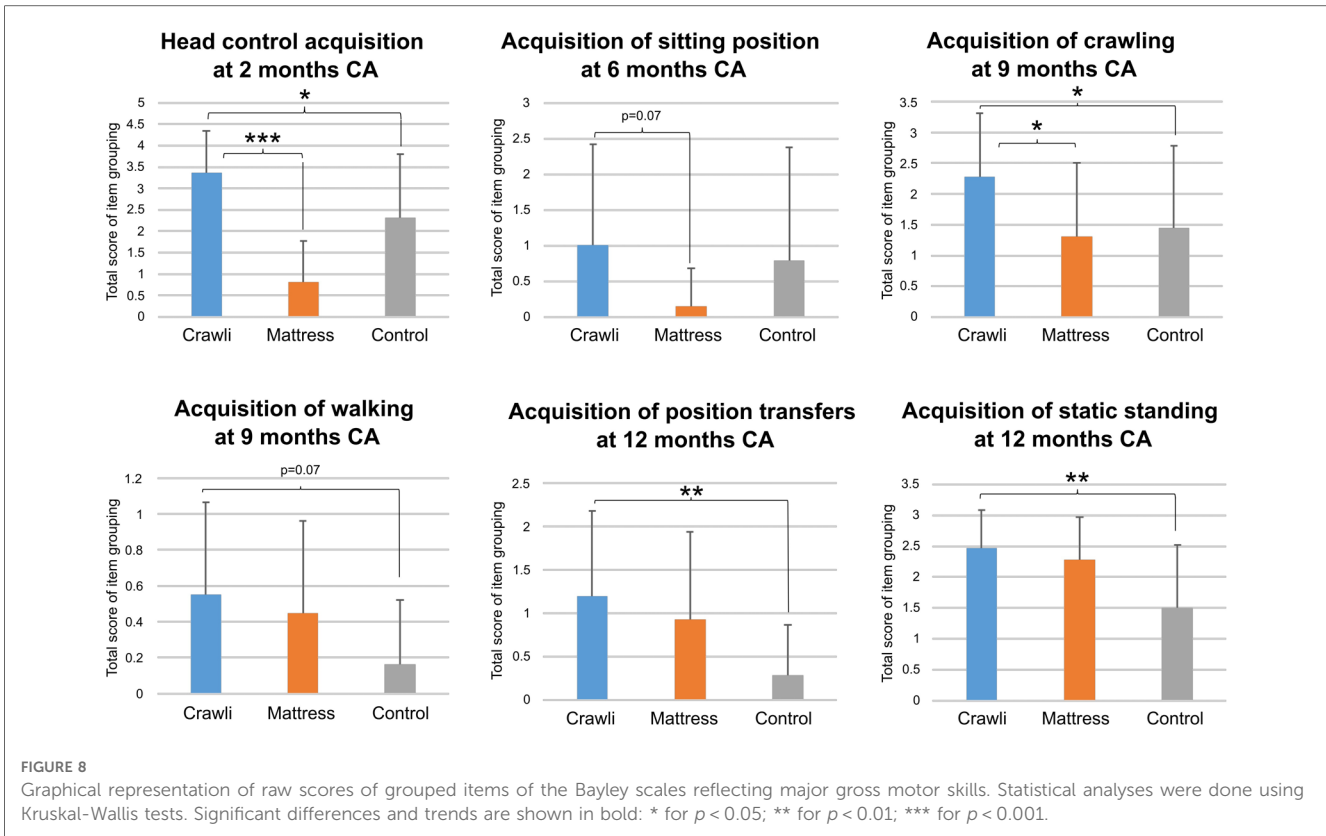 Head control acquisition
at 2 months CA
Total score of item grouping
5
4.5
4
3.5
3
2.5
2
1.5
1
0.5
0
*
***
Crawli Mattress Control
Acquisition of sitting position
at 6 months CA
Total score of item grouping
3
2.5
2
1.5
1
0.5
0
p=0.07
Crawli Mattress Control
Acquisition of crawling
at 9 months CA
Total score of item grouping
3.5
3
2.5
2
1.5
1
0.5
0
*
*
Crawli Mattress Control
Acquisition of walking
at 9 months CA
Total score of item grouping
1.2
1
0.8
0.6
0.4
0.2
0
p=0.07
Crawli Mattress Control
Acquisition of position transfers
at 12 months CA
Total score of item grouping
2.5
2
1.5
1
0.5
0
**
Crawli Mattress Control
Acquisition of static standing
at 12 months CA
Total score of item grouping
3.5
3
2.5
2
1.5
1
0.5
0
**
Crawli Mattress Control
FIGURE 8
Graphical representation of raw scores of grouped items of the Bayley scales reflecting major gross motor skills. Statistical analyses were done using
Kruskal-Wallis tests. Significant differences and trends are shown in bold: * for p < 0.05; ** for p < 0.01; *** for p < 0.001.